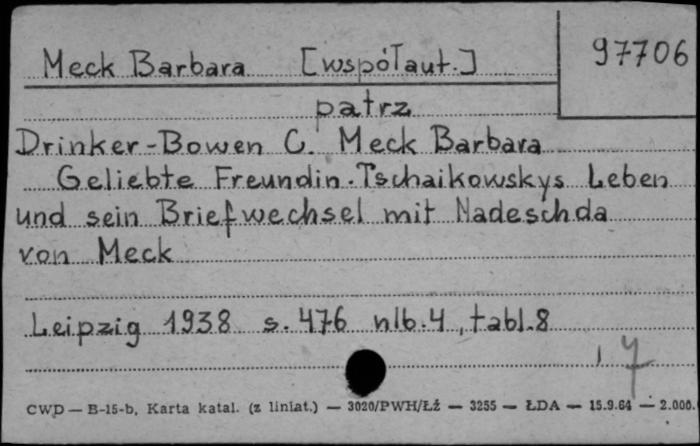 Meck Barbara [współaut.] 97706
patrz
Drinker-Bowen C. Meck Barbara
Geliebte Freundin. Tschaikowskys Leben
und sein Briefwechsel mit Nadeschda
von Meck
Leipzig 1938 s. 476 nlb. 4, tabl. 8
CWD — B-15-b, Karta katal. (z liniat.) — 3020/PWH/Łź — 3255 — ŁDA — 15.9.64 — 2.000.